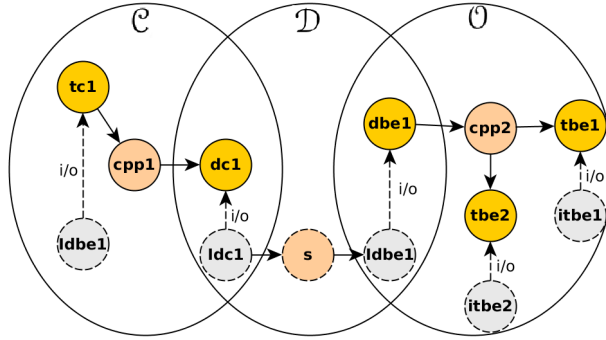 𝒞 𝒟 𝒪
tc1
dbe1 cpp2 tbe1
cpp1 dc1
i/o i/o i/o
i/o tbe2 itbe1
ldbe1 ldc1 s ldbe1
i/o
itbe2